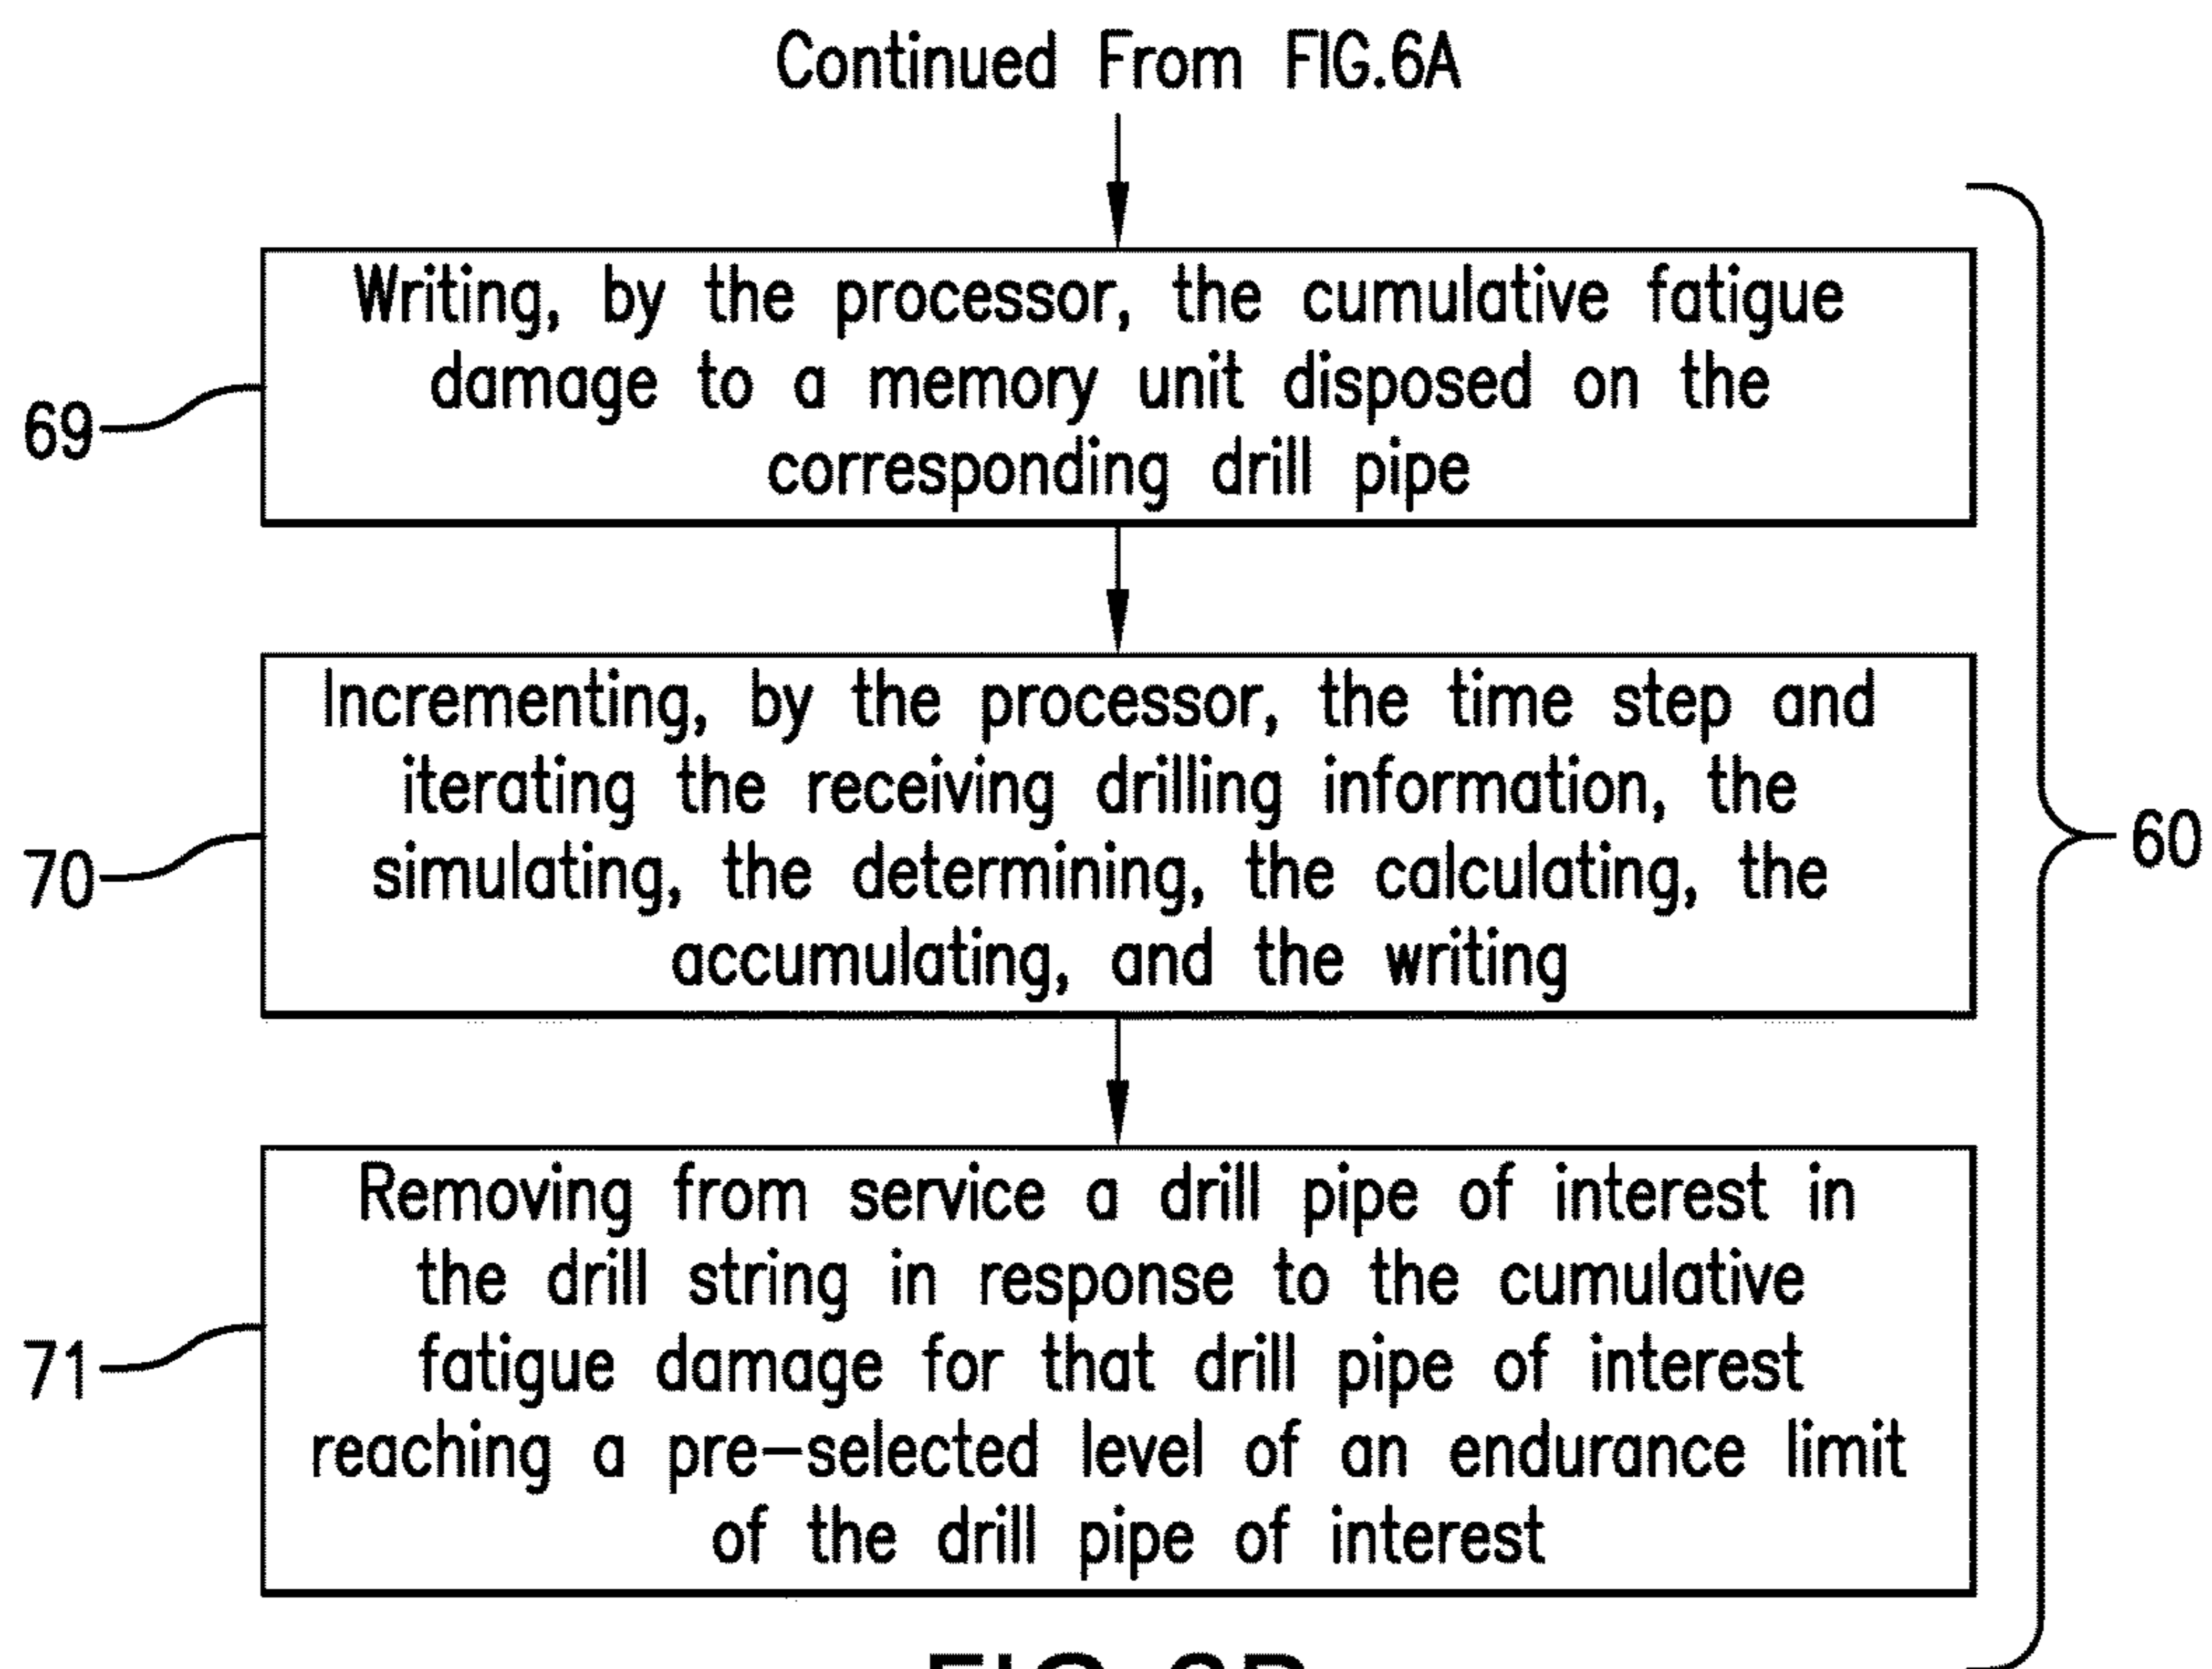 Continued From FIG.6A
Writing, by the processor, the cumulative fatigue
damage to a memory unit disposed on the
corresponding drill pipe
69
Incrementing, by the processor, the time step and
iterating the receiving drilling information, the
simulating, the determining, the calculating, the
accumulating, and the writing
70
60
Removing from service a drill pipe of interest in
the drill string in response to the cumulative
fatigue damage for that drill pipe of interest
reaching a pre-selected level of an endurance limit
of the drill pipe of interest
71